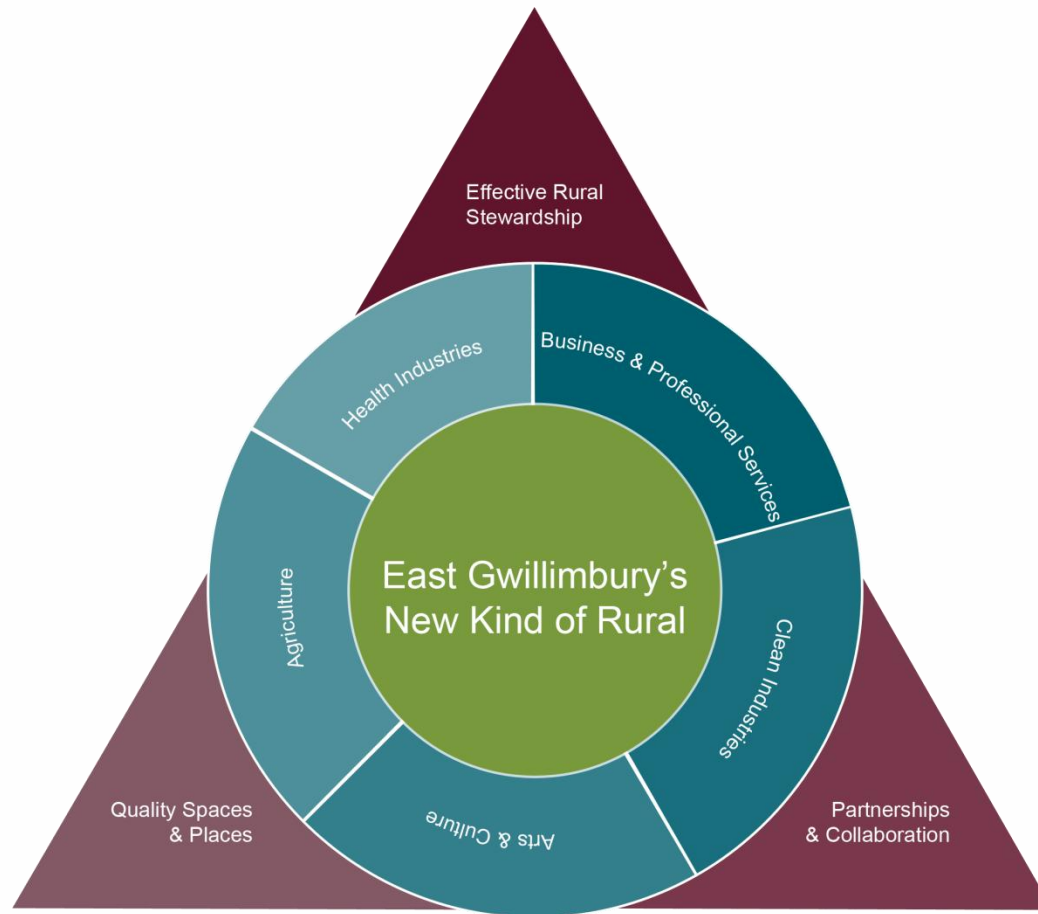 Effective Rural
Stewardship
Health Industries
Business & Professional Services
East Gwillimbury's
New Kind of Rural
Agriculture
Clean Industries
Arts & Culture
Quality Spaces
& Places
Partnerships
& Collaboration